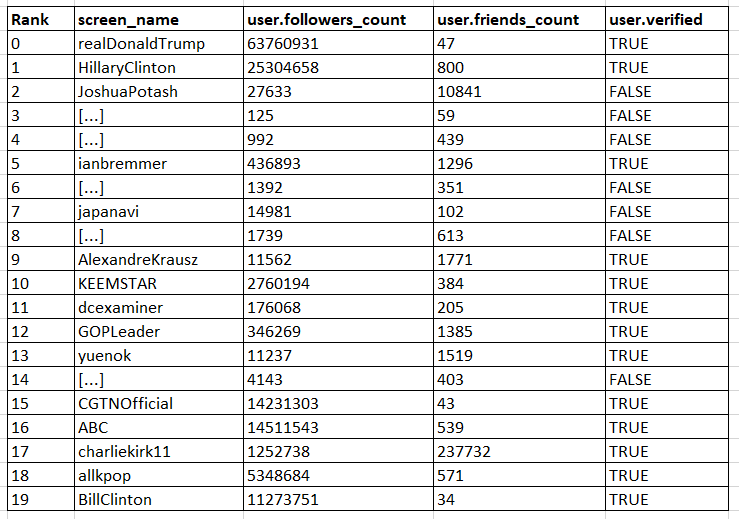 Rank screen_name user.followers_count user.friends_count user.verified
0 realDonaldTrump 63760931 47 TRUE
1 HillaryClinton 25304658 800 TRUE
2 JoshuaPotash 27633 10841 FALSE
3 [...] 125 59 FALSE
4 [...] 992 439 FALSE
5 ianbremmer 436893 1296 TRUE
6 [...] 1392 351 FALSE
7 japanavi 14981 102 FALSE
8 [...] 1739 613 FALSE
9 AlexandreKrausz 11562 1771 TRUE
10 KEEMSTAR 2760194 384 TRUE
11 dcexaminer 176068 205 TRUE
12 GOPLeader 346269 1385 TRUE
13 yuenok 11237 1519 TRUE
14 [...] 4143 403 FALSE
15 CGTNOfficial 14231303 43 TRUE
16 ABC 14511543 539 TRUE
17 charliekirk11 1252738 237732 TRUE
18 allkpop 5348684 571 TRUE
19 BillClinton 11273751 34 TRUE